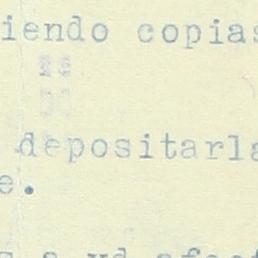 iendo copias
depositarla
e.